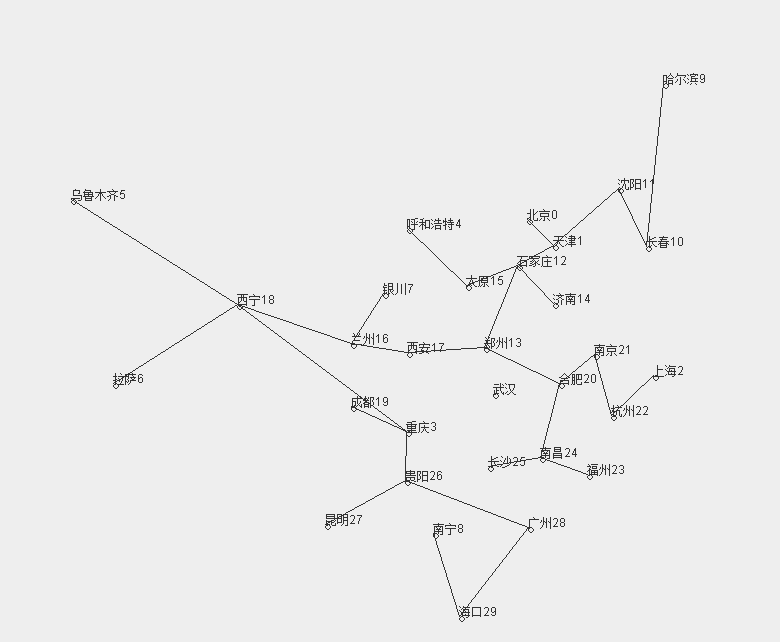 哈尔滨9
沈阳11
乌鲁木齐5
北京0
呼和浩特4
天津1
长春10
石家庄12
太原15
银川7
西宁18
济南14
兰州16
郑州13
西安17
南京21
上海2
拉萨6
合肥20
武汉
成都19
杭州22
重庆3
南昌24
长沙25
福州23
贵阳26
昆明27
广州28
南宁8
海口29